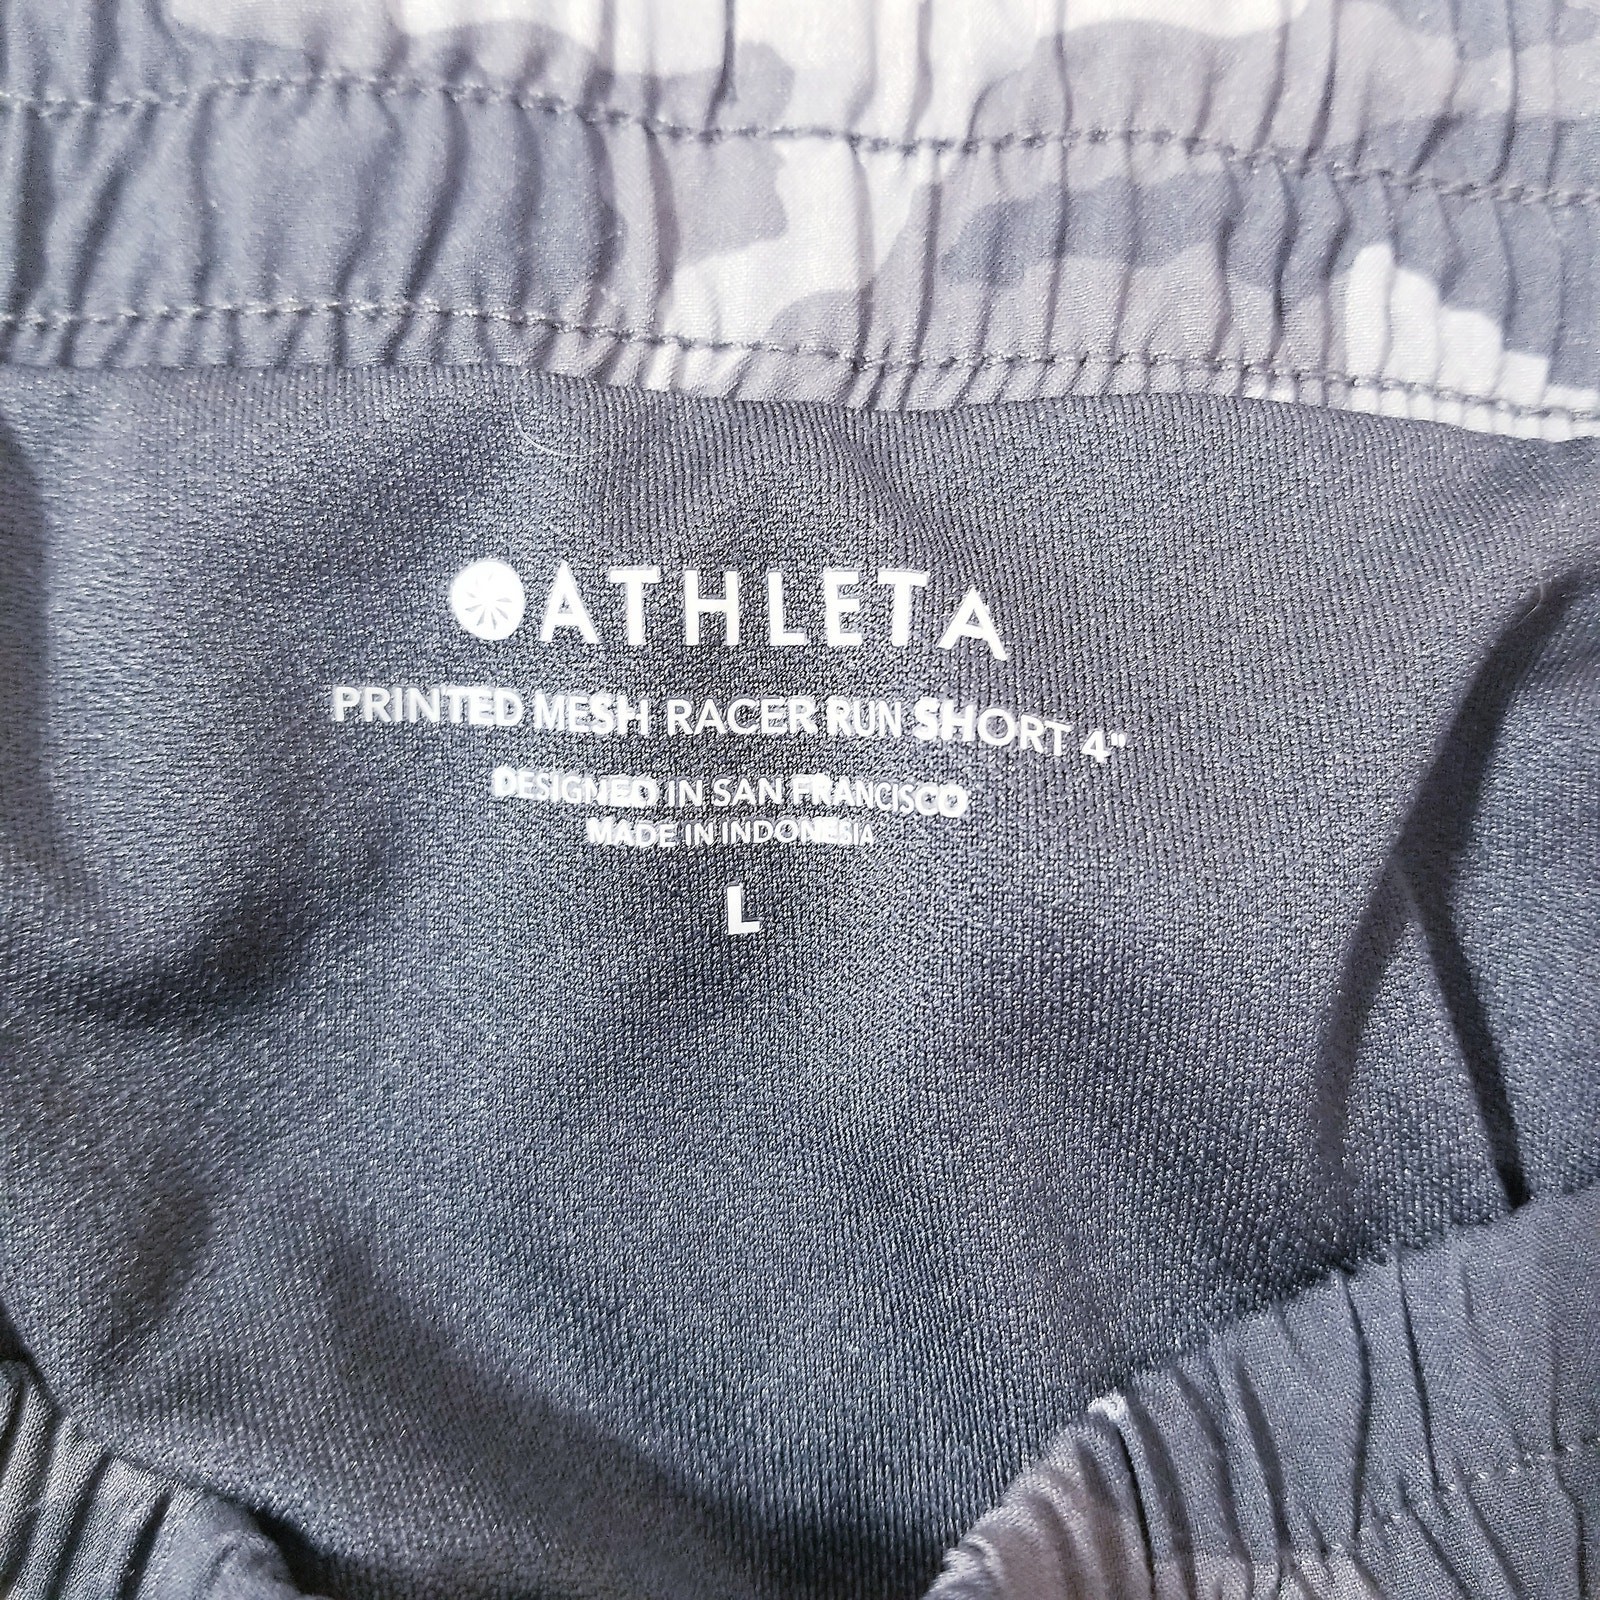 ATHLETA
PRINTED MESH RACER RUN SHORT 4"
DESIGNED IN SAN FRANCISCO
MADE IN INDONESIA
L